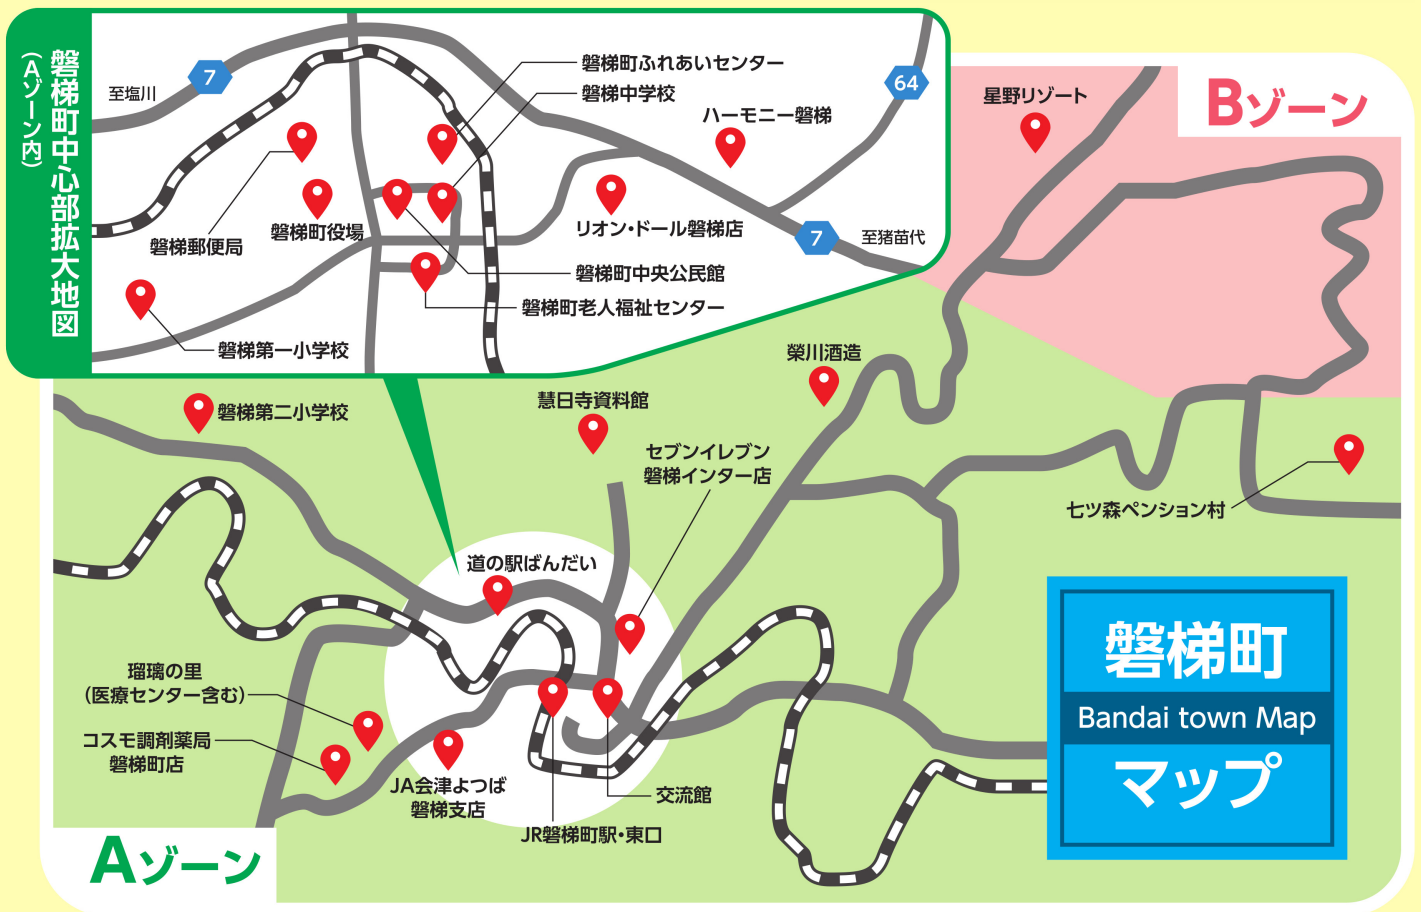 磐梯町中心部拡大地図
（Aゾーン内）
7
至塩川
磐梯町ふれあいセンター
磐梯中学校
ハーモニー磐梯
64
磐梯郵便局
磐梯町役場
リオン・ドール磐梯店
7
至猪苗代
磐梯町中央公民館
磐梯町老人福祉センター
磐梯第一小学校
星野リゾート
Bゾーン
榮川酒造
磐梯第二小学校
慧日寺資料館
セブンイレブン
磐梯インター店
七ツ森ペンション村
道の駅ばんだい
瑠璃の里
（医療センター含む）
コスモ調剤薬局
磐梯町店
JA会津よつば
磐梯支店
交流館
JR磐梯町駅・東口
Aゾーン
磐梯町
Bandai town Map
マップ